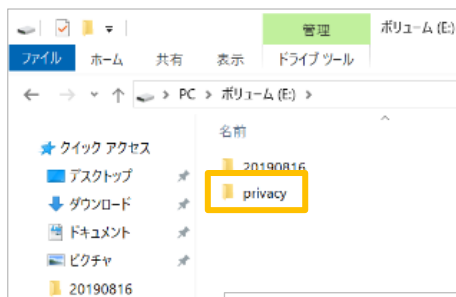 管理
ボリューム (E:)
ファイル
ホーム
共有
表示
ドライブ ツール
PC
ボリューム (E:)
名前
クイック アクセス
20190816
デスクトップ
privacy
ダウンロード
ドキュメント
ピクチャ
20190816